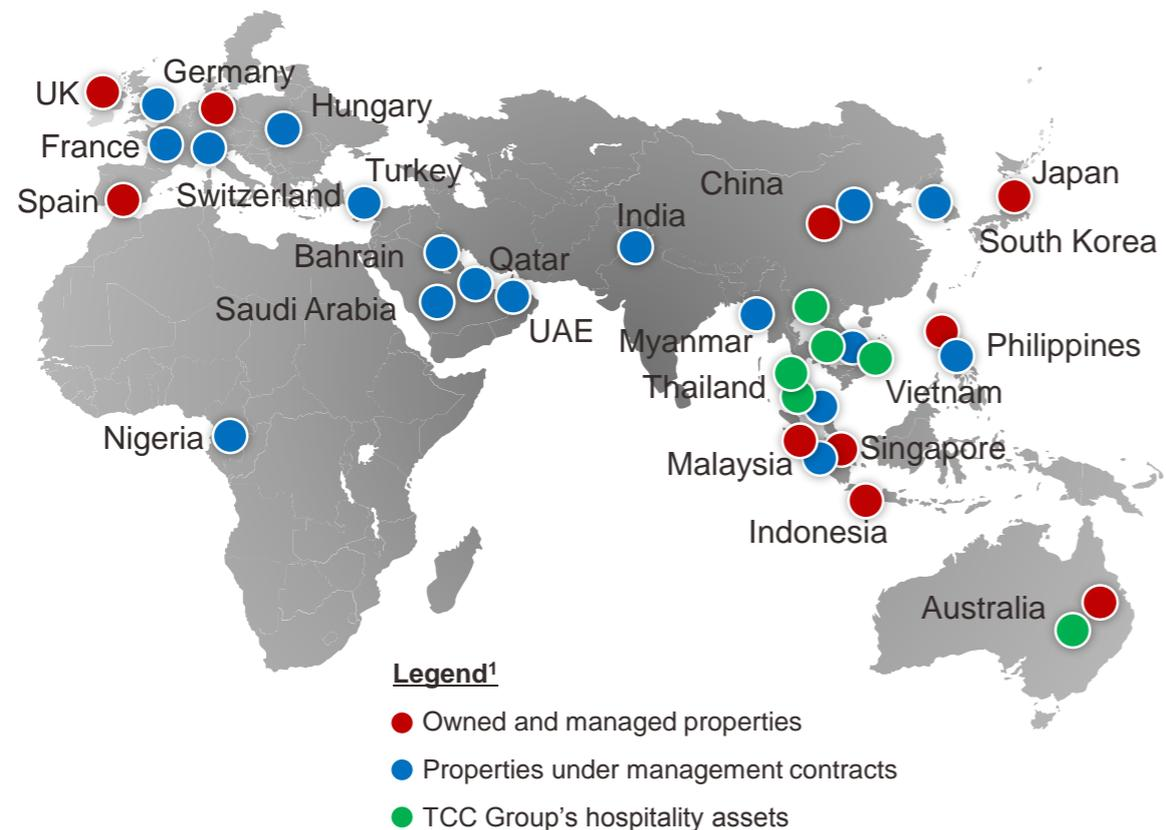 Germany
UK
Hungary
France
Turkey
Japan
China
Spain
Switzerland
India
South Korea
Bahrain
Qatar
Saudi Arabia
UAE
Myanmar
Philippines
Thailand
Vietnam
Nigeria
Singapore
Malaysia
Indonesia
Australia
Legend¹
Owned and managed properties
Properties under management contracts
TCC Group's hospitality assets